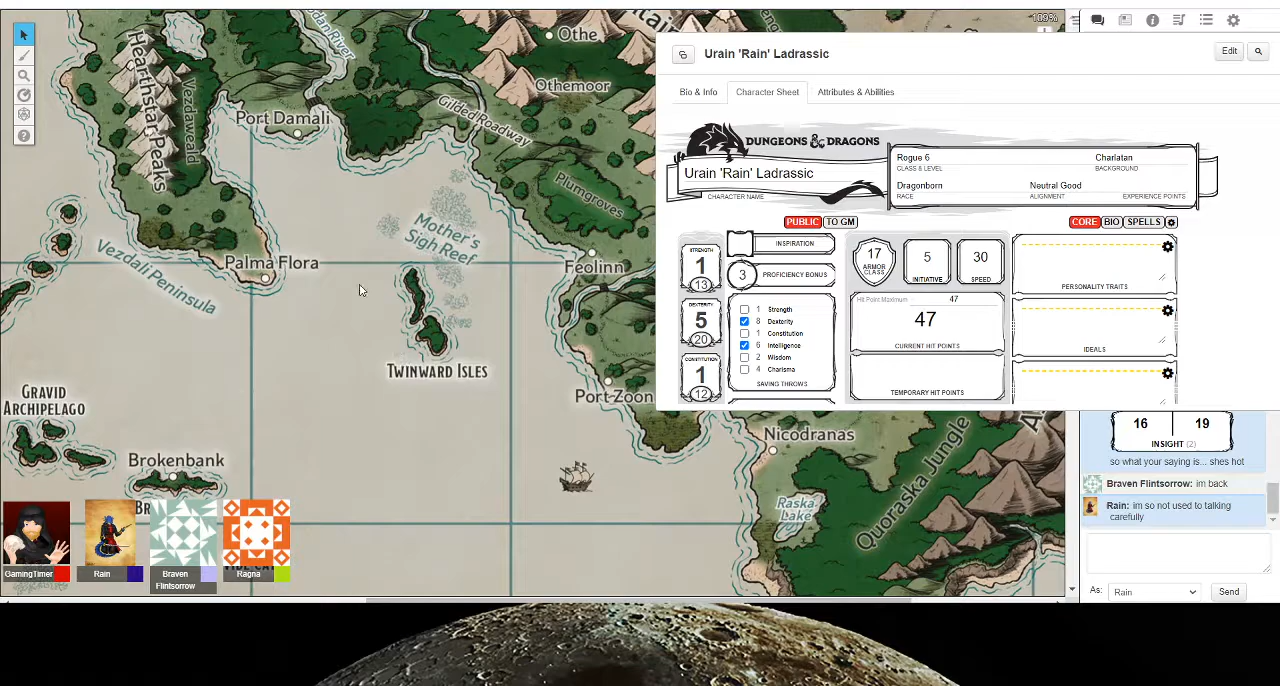 109%
Othe
Othemoor
Gilded Roadway
Hearthstar Peaks
Vezdawald
Port Damali
Plumgroves
Mother's
Sigh Reef
Vezdali Peninsula
Palma Flora
Feolinn
TWINWARD ISLES
GRAVID
ARCHIPELAGO
Port Zoon
Nicodranas
Brokenbank
Quoraska Jungle
Raska
Lake
GamingTimer
Rain
Braven
Flintsorrow
Ragna
Urain 'Rain' Ladrassic
Edit
Bio & Info
Character Sheet
Attributes & Abilities
DUNGEONS & DRAGONS
Urain 'Rain' Ladrassic
CHARACTER NAME
Rogue 6
Charlatan
CLASS & LEVEL
BACKGROUND
Dragonborn
Neutral Good
RACE
ALIGNMENT
EXPERIENCE POINTS
PUBLIC
TO GM
CORE
BIO
SPELLS
STRENGTH
1
13
DEXTERITY
5
20
CONSTITUTION
1
12
INSPIRATION
3
PROFICIENCY BONUS
1 Strength
8 Dexterity
1 Constitution
6 Intelligence
2 Wisdom
4 Charisma
SAVING THROWS
17
ARMOR
CLASS
5
INITIATIVE
30
SPEED
Hit Point Maximum 47
47
CURRENT HIT POINTS
TEMPORARY HIT POINTS
PERSONALITY TRAITS
IDEALS
16
19
INSIGHT (2)
so what your saying is... shes hot
Braven Flintsorrow: im back
Rain: im so not used to talking
carefully
As:
Rain
Send